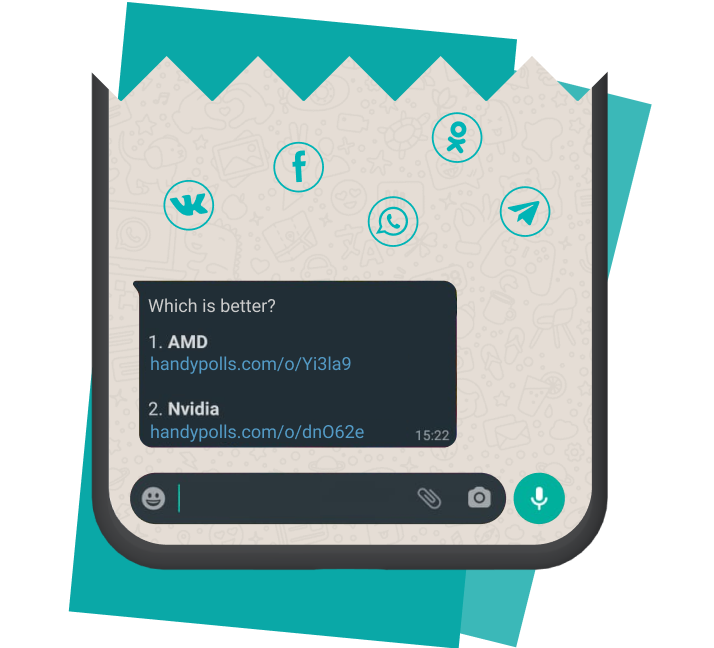 Which is better?
1. AMD
handypolls.com/o/Yi3la9
2. Nvidia
handypolls.com/o/dnO62e
15:22